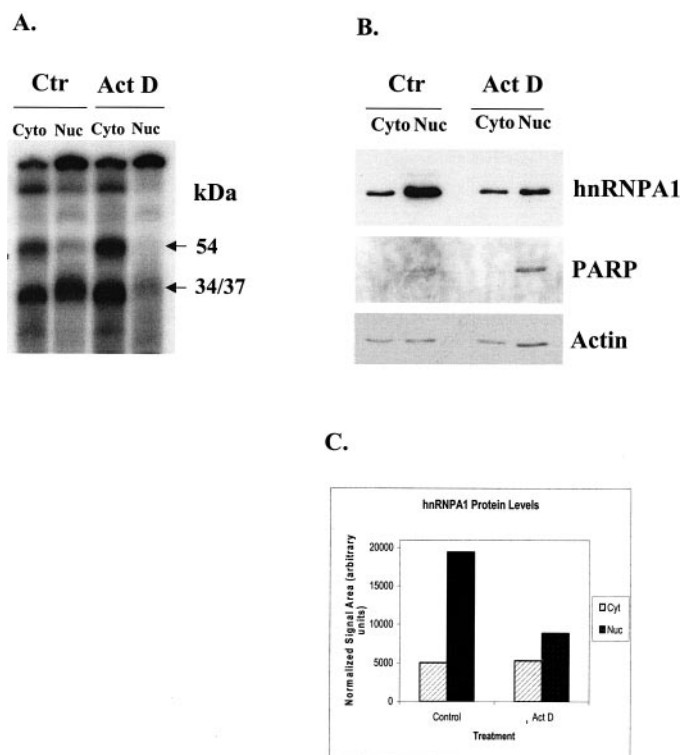 A.
Ctr Act D
Cyto Nuc Cyto Nuc
kDa
54
34/37
B.
Ctr Act D
Cyto Nuc Cyto Nuc
hnRNPA1
PARP
Actin
C.
hnRNPA1 Protein Levels
Normalized Signal Area (arbitrary
units)
20000
15000
10000
5000
0
Control Act D
Treatment
Cyt
Nuc